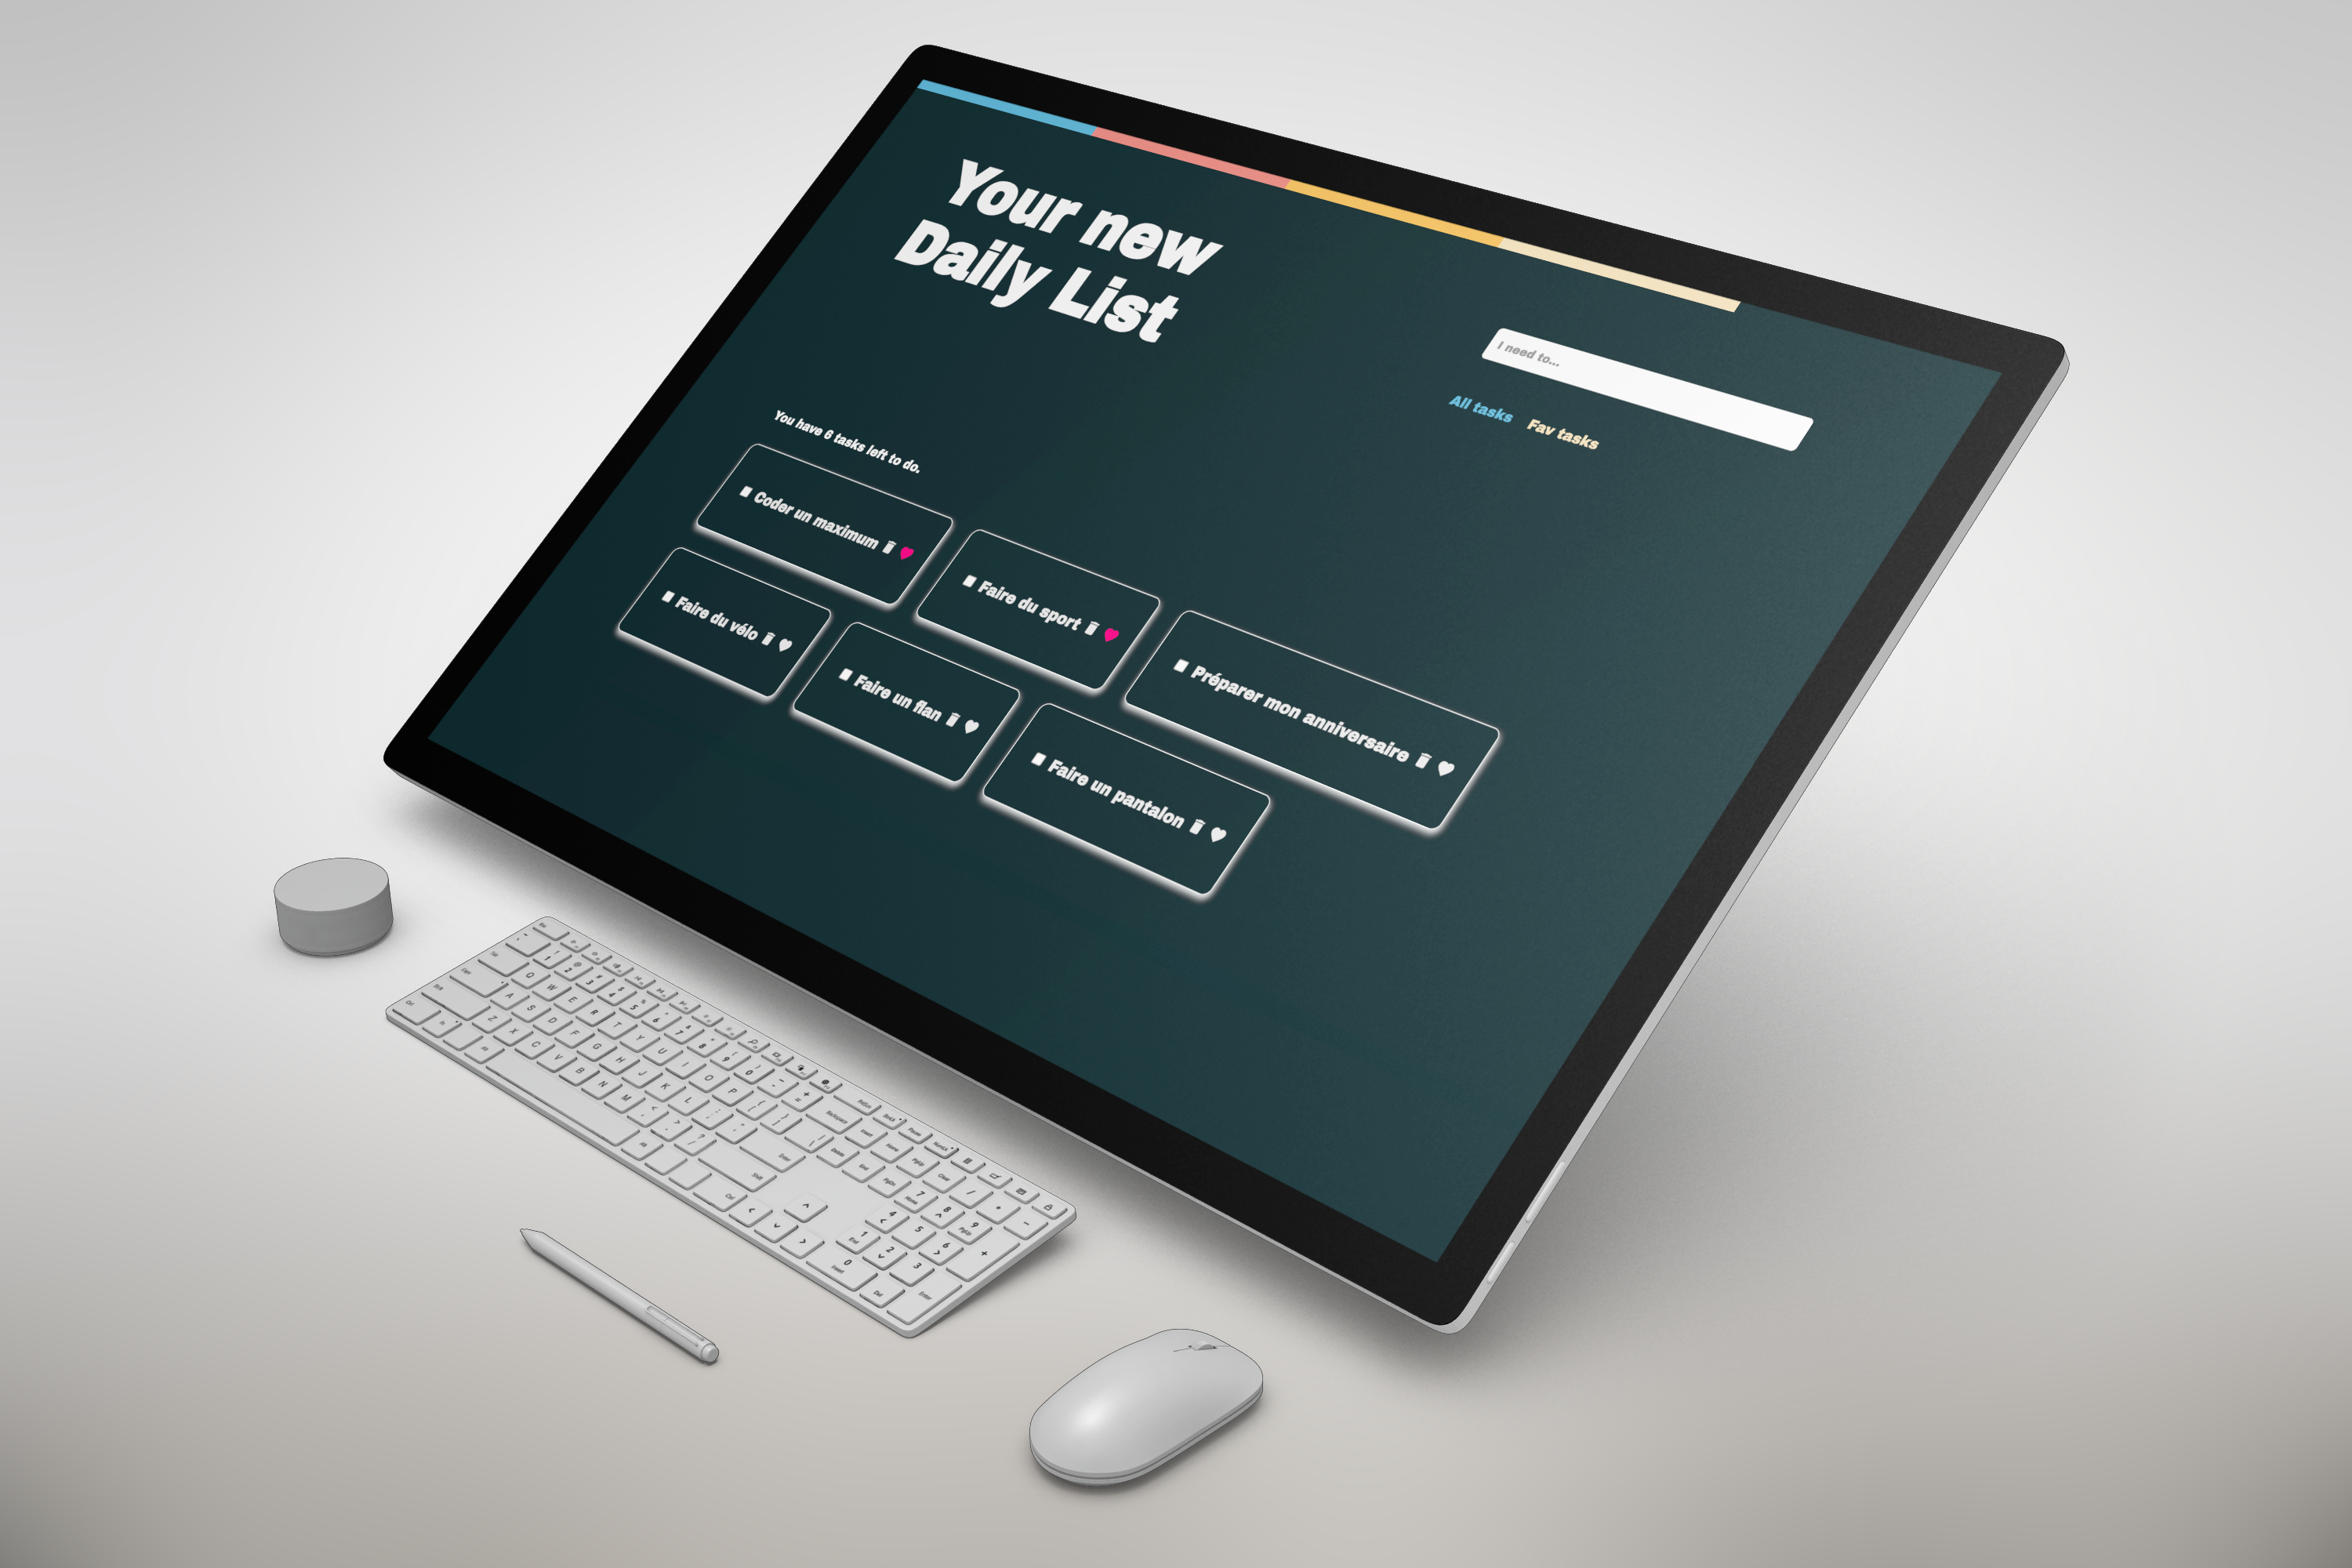 Your new
Daily List
I need to...
All tasks Fav tasks
You have 6 tasks left to do.
Coder un maximum
Faire du sport
Préparer mon anniversaire
Faire du vélo
Faire un flan
Faire un pantalon